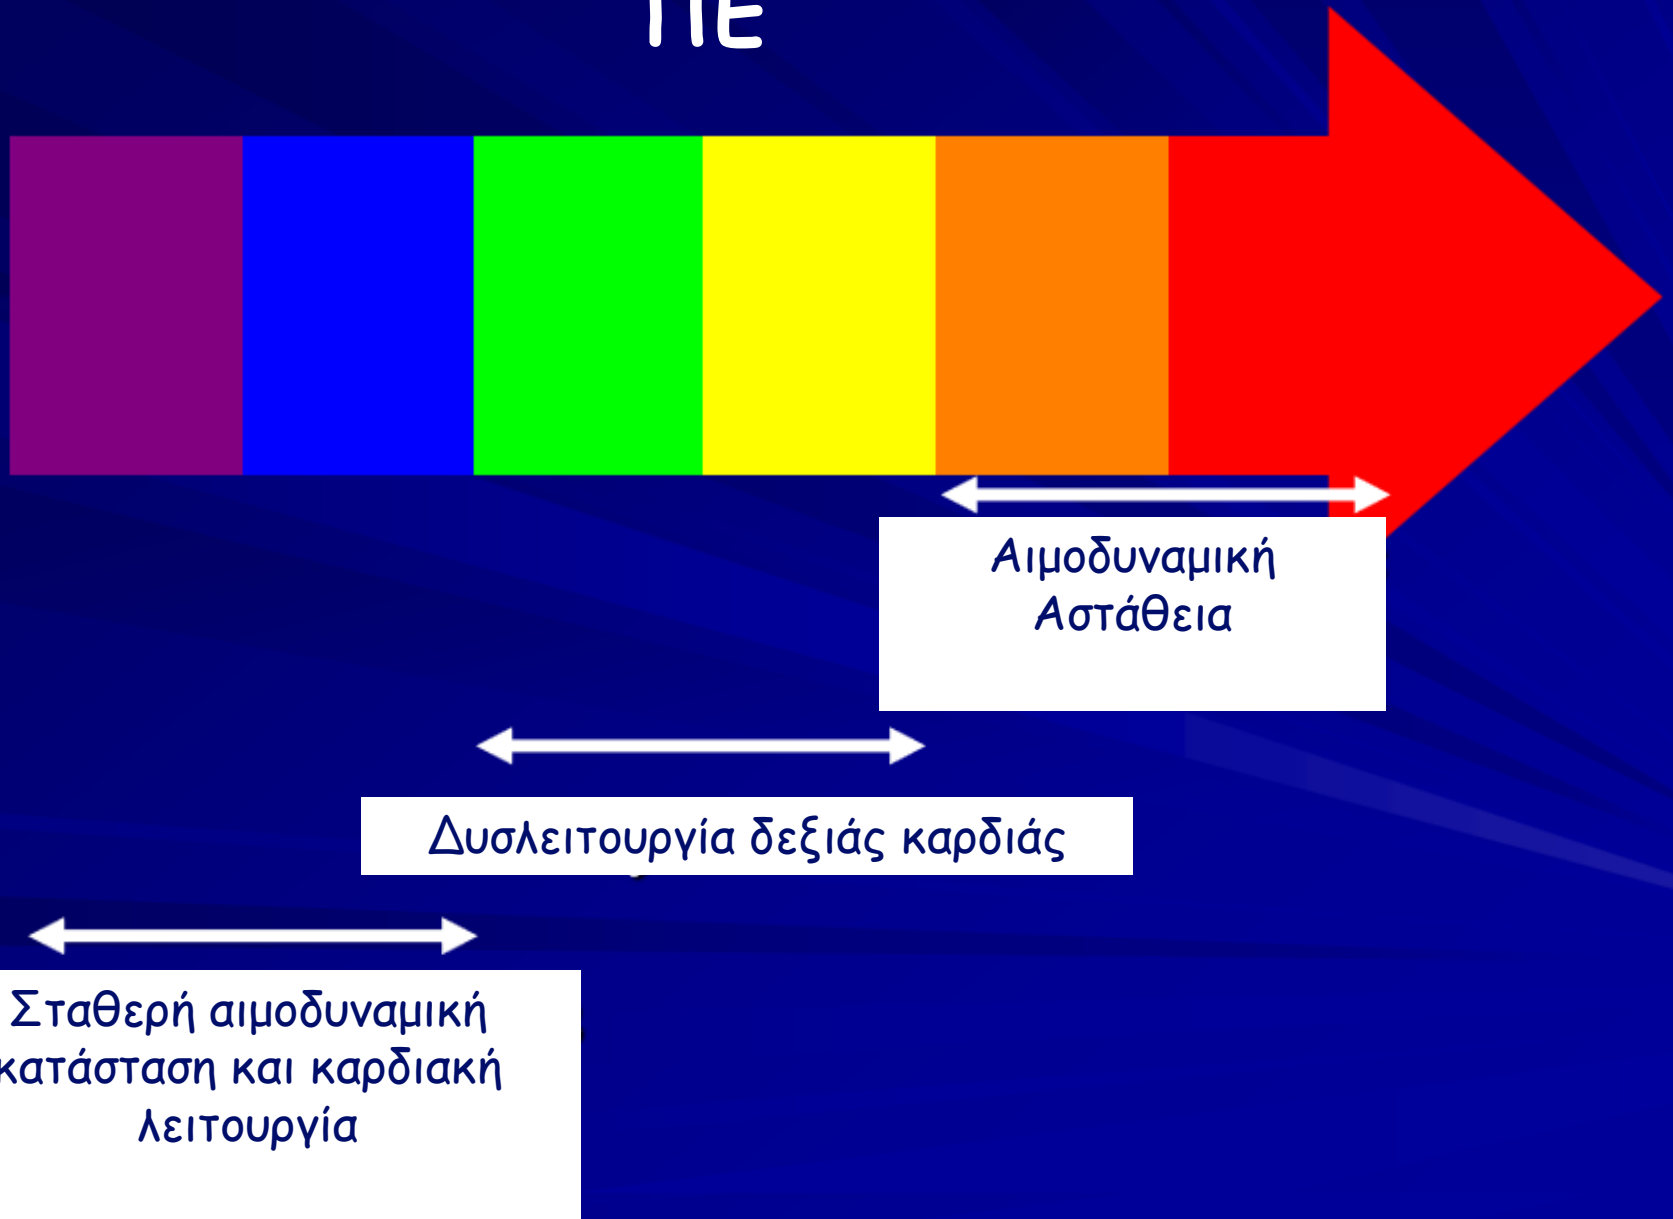 ΠΕ
Αιμοδυναμική
Αστάθεια
Δυσλειτουργία δεξιάς καρδιάς
Σταθερή αιμοδυναμική
κατάσταση και καρδιακή
λειτουργία